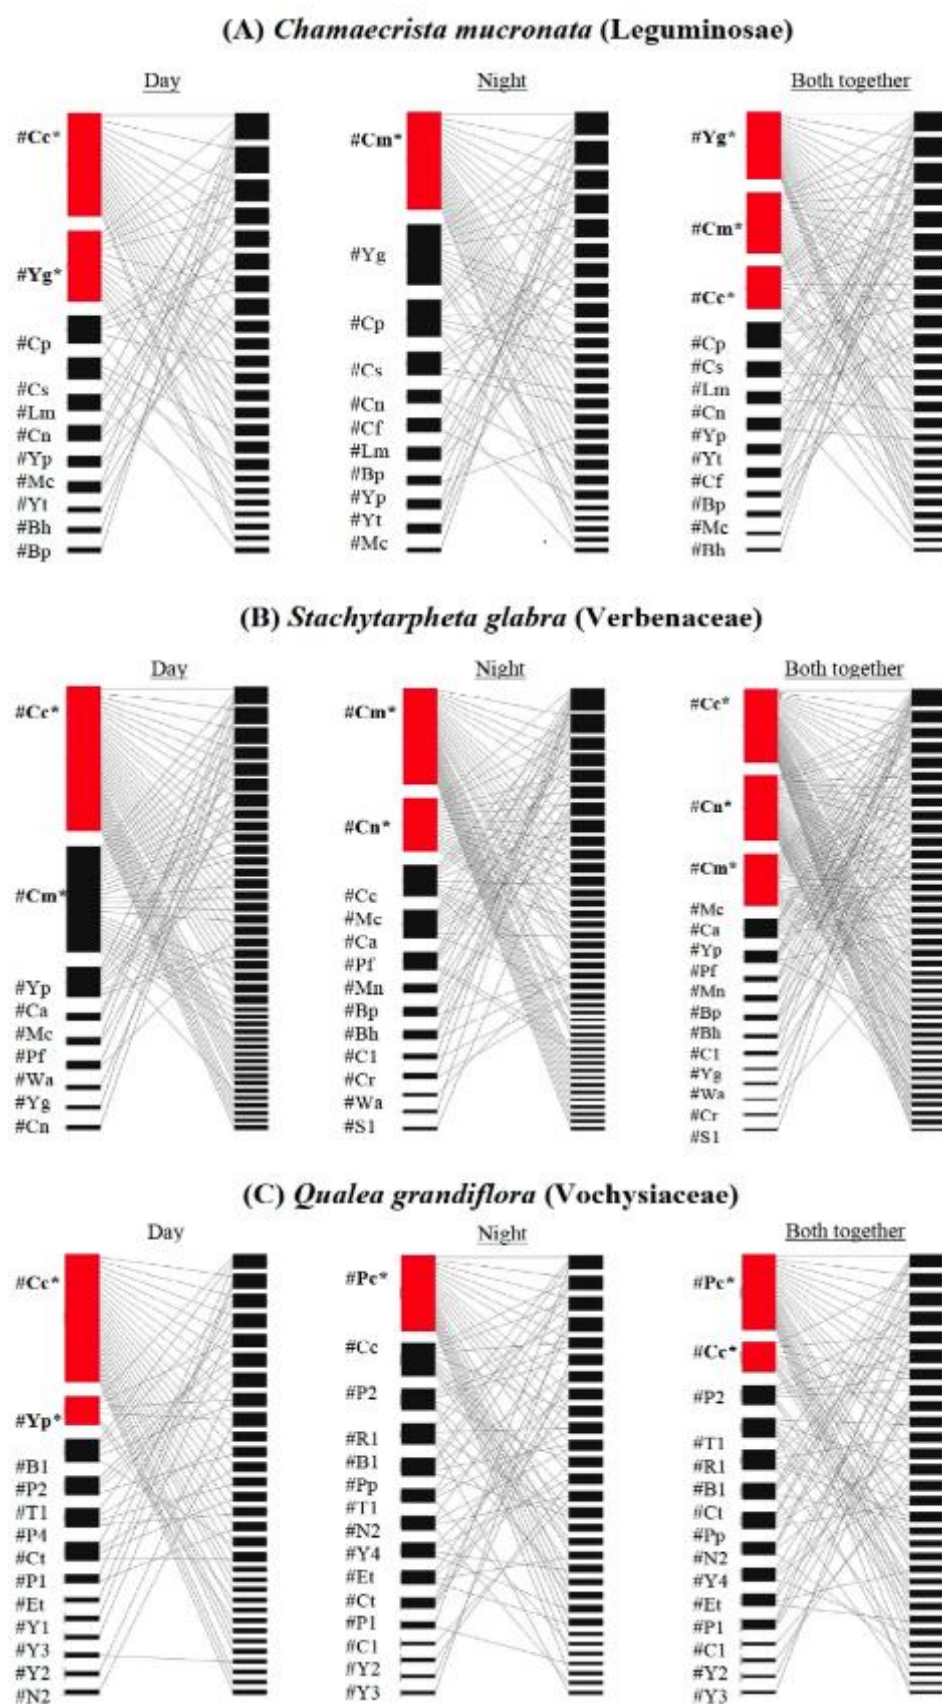 (A) Chamaecrista mucronata (Leguminosae)
Day
#Cc*
#Yg*
#Cp
#Cs
#Lm
#Cn
#Yp
#Mc
#Yt
#Bh
#Bp
Night
#Cm*
#Yg
#Cp
#Cs
#Cn
#Cf
#Lm
#Bp
#Yp
#Yt
#Mc
Both together
#Yg*
#Cm*
#Cc*
#Cp
#Cs
#Lm
#Cn
#Yp
#Yt
#Cf
#Bp
#Mc
#Bh
(B) Stachytarpheta glabra (Verbenaceae)
Day
#Cc*
#Cm*
#Yp
#Ca
#Mc
#Pf
#Wa
#Yg
#Cn
Night
#Cm*
#Cn*
#Cc
#Mc
#Ca
#Pf
#Mn
#Bp
#Bh
#C1
#Cr
#Wa
#S1
Both together
#Cc*
#Cn*
#Cm*
#Mc
#Ca
#Yp
#Pf
#Mn
#Bp
#Bh
#C1
#Yg
#Wa
#Cr
#S1
(C) Qualea grandiflora (Vochysiaceae)
Day
#Cc*
#Yp*
#B1
#P2
#T1
#P4
#Ct
#P1
#Et
#Y1
#Y3
#Y2
#N2
Night
#Pc*
#Cc
#P2
#R1
#B1
#Pp
#T1
#N2
#Y4
#Et
#Ct
#P1
#C1
#Y2
#Y3
Both together
#Pc*
#Cc*
#P2
#T1
#R1
#B1
#Ct
#Pp
#N2
#Y4
#Et
#P1
#C1
#Y2
#Y3